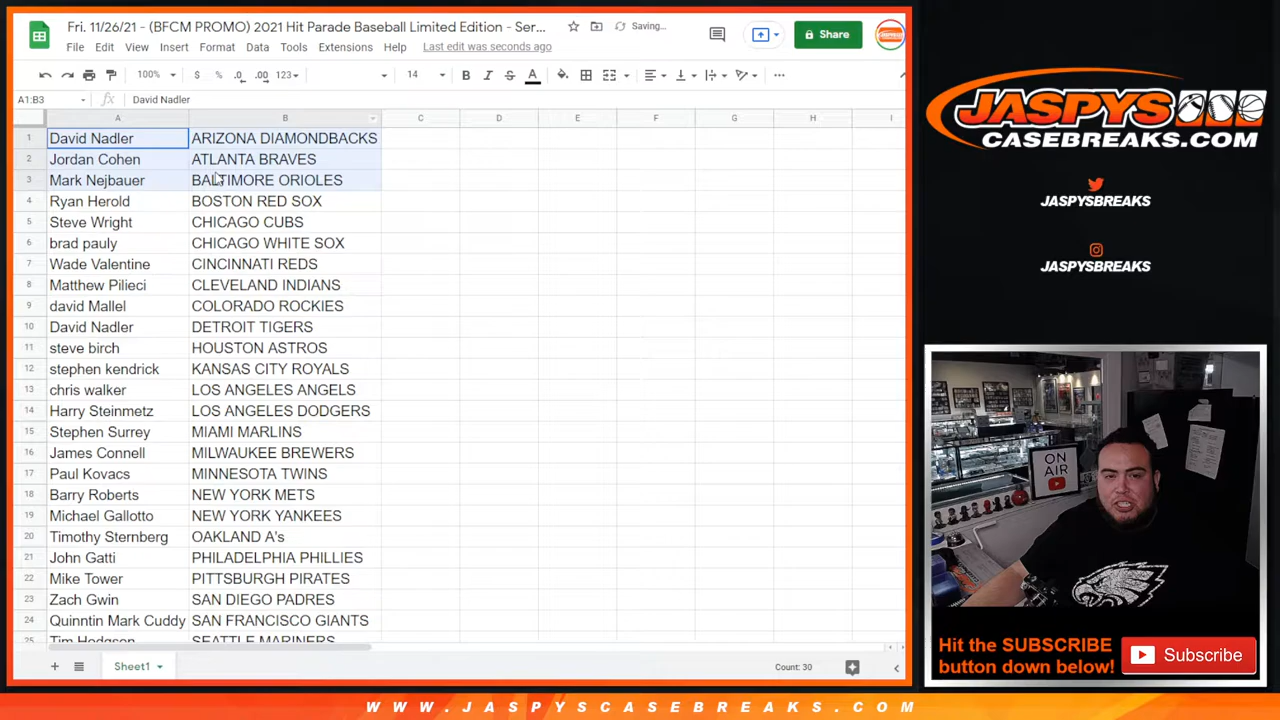 Fri. 11/26/21 - (BFCM PROMO) 2021 Hit Parade Baseball Limited Edition - Ser...
Saving...
File Edit View Insert Format Data Tools Extensions Help Last edit was seconds ago
Share
100% $ % .0 .00 123 14 B I S A
A1:B3 fx David Nadler
A B C D E F G H I
1 David Nadler ARIZONA DIAMONDBACKS
2 Jordan Cohen ATLANTA BRAVES
3 Mark Nejbauer BALTIMORE ORIOLES
4 Ryan Herold BOSTON RED SOX
5 Steve Wright CHICAGO CUBS
6 brad pauly CHICAGO WHITE SOX
7 Wade Valentine CINCINNATI REDS
8 Matthew Pilieci CLEVELAND INDIANS
9 david Mallel COLORADO ROCKIES
10 David Nadler DETROIT TIGERS
11 steve birch HOUSTON ASTROS
12 stephen kendrick KANSAS CITY ROYALS
13 chris walker LOS ANGELES ANGELS
14 Harry Steinmetz LOS ANGELES DODGERS
15 Stephen Surrey MIAMI MARLINS
16 James Connell MILWAUKEE BREWERS
17 Paul Kovacs MINNESOTA TWINS
18 Barry Roberts NEW YORK METS
19 Michael Gallotto NEW YORK YANKEES
20 Timothy Sternberg OAKLAND A's
21 John Gatti PHILADELPHIA PHILLIES
22 Mike Tower PITTSBURGH PIRATES
23 Zach Gwin SAN DIEGO PADRES
24 Quinntin Mark Cuddy SAN FRANCISCO GIANTS
25 Tim Hodgson SEATTLE MARINERS
Sheet1
Count: 30
JASPYS
CASEBREAKS.COM
JASPYSBREAKS
JASPYSBREAKS
ON
AIR
Hit the SUBSCRIBE
button down below!
Subscribe
WWW.JASPYSCASEBREAKS.COM